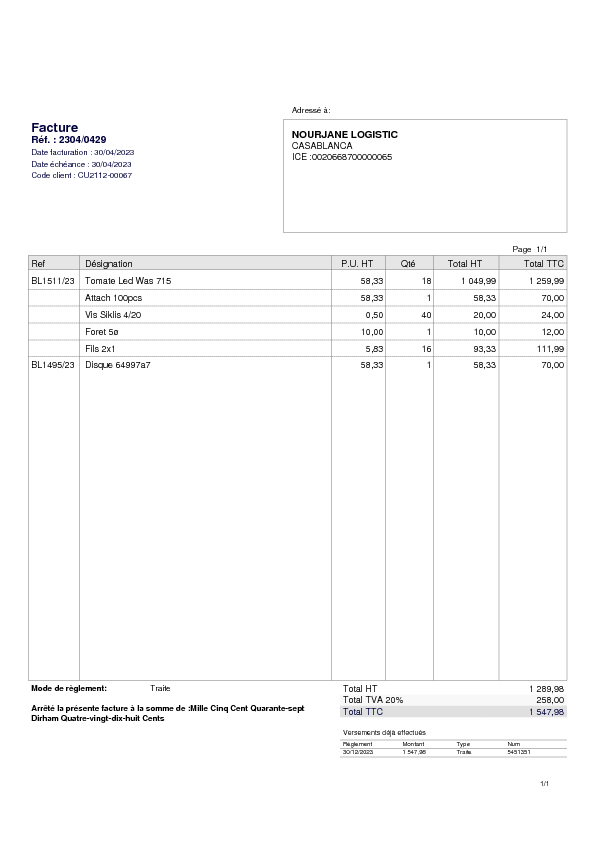 Adressé à:
Facture
Réf. : 2304/0429
Date facturation : 30/04/2023
Date échéance : 30/04/2023
Code client : CU2112-00067
NOURJANE LOGISTIC
CASABLANCA
ICE :0020668700000065
Page 1/1
Ref Désignation P.U. HT Qté Total HT Total TTC
BL1511/23 Tomate Led Was 715 58,33 18 1 049,99 1 259,99
Attach 100pcs 58,33 1 58,33 70,00
Vis Siklis 4/20 0,50 40 20,00 24,00
Foret 5ø 10,00 1 10,00 12,00
Fils 2x1 5,83 16 93,33 111,99
BL1495/23 Disque 64997a7 58,33 1 58,33 70,00
Mode de règlement: Traite
Total HT 1 289,98
Total TVA 20% 258,00
Total TTC 1 547,98
Arrêté la présente facture à la somme de :Mille Cinq Cent Quarante-sept
Dirham Quatre-vingt-dix-huit Cents
Versements déjà effectués
Règlement Montant Type Num
30/12/2023 1 547,98 Traite 5451351
1/1